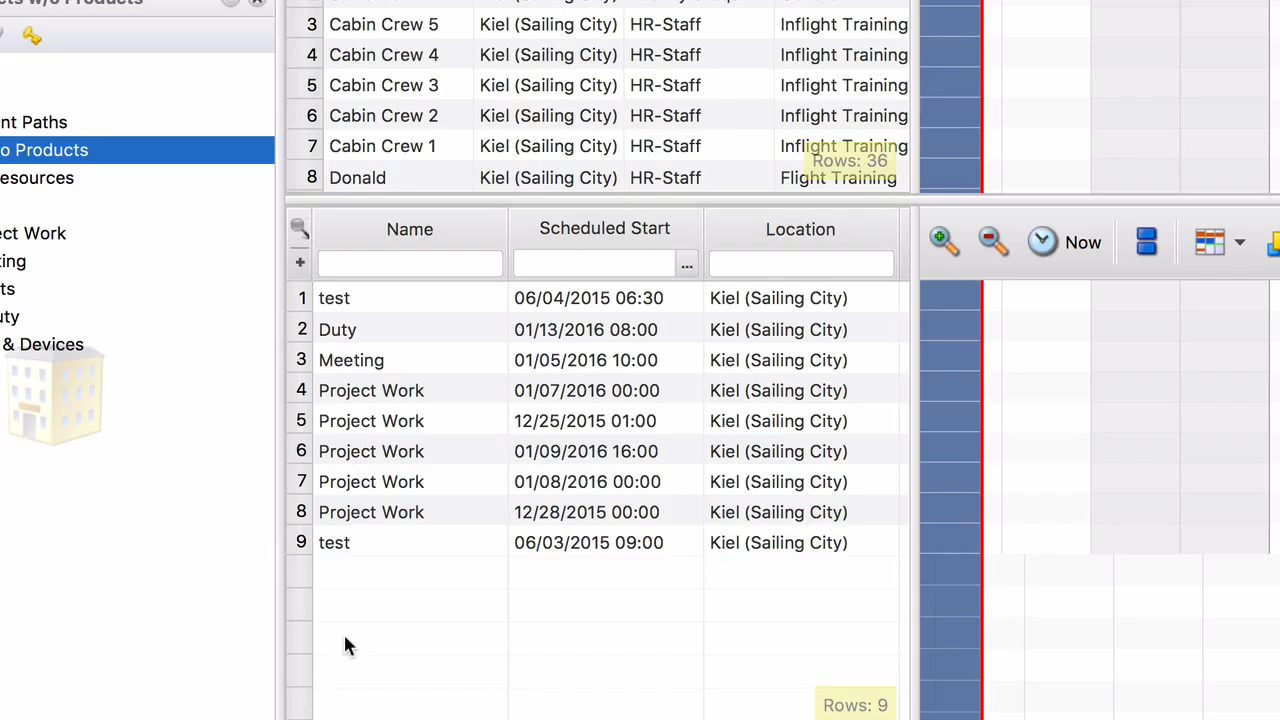 cts w/o Products
nt Paths
o Products
esources
ect Work
ting
ts
uty
& Devices
3 Cabin Crew 5 Kiel (Sailing City) HR-Staff Inflight Training
4 Cabin Crew 4 Kiel (Sailing City) HR-Staff Inflight Training
5 Cabin Crew 3 Kiel (Sailing City) HR-Staff Inflight Training
6 Cabin Crew 2 Kiel (Sailing City) HR-Staff Inflight Training
7 Cabin Crew 1 Kiel (Sailing City) HR-Staff Inflight Training
Rows: 36
8 Donald Kiel (Sailing City) HR-Staff Flight Training
Name Scheduled Start Location
+ ...
Now
1 test 06/04/2015 06:30 Kiel (Sailing City)
2 Duty 01/13/2016 08:00 Kiel (Sailing City)
3 Meeting 01/05/2016 10:00 Kiel (Sailing City)
4 Project Work 01/07/2016 00:00 Kiel (Sailing City)
5 Project Work 12/25/2015 01:00 Kiel (Sailing City)
6 Project Work 01/09/2016 16:00 Kiel (Sailing City)
7 Project Work 01/08/2016 00:00 Kiel (Sailing City)
8 Project Work 12/28/2015 00:00 Kiel (Sailing City)
9 test 06/03/2015 09:00 Kiel (Sailing City)
Rows: 9